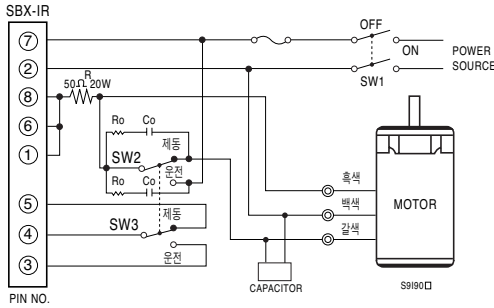 SBX-IR
7
2
8
6
1
5
4
3
PIN NO.
R
50Ω 20W
Ro
Co
제동
SW2
운전
Ro
Co
제동
SW3
운전
OFF
ON
SW1
POWER
SOURCE
흑색
백색
갈색
CAPACITOR
MOTOR
S9I90□